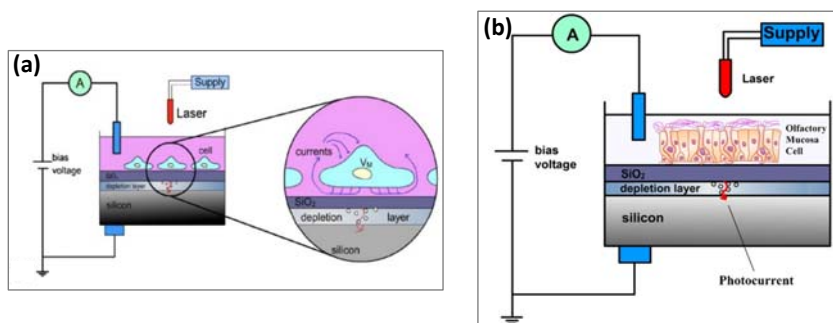 (a)
A
Supply
Laser
cell
bias
voltage
SiO₂
depletion layer
silicon
currents
V_M
SiO₂
depletion layer
silicon
(b)
A
Supply
Laser
bias
voltage
Olfactory
Mucosa
Cell
SiO₂
depletion layer
silicon
Photocurrent